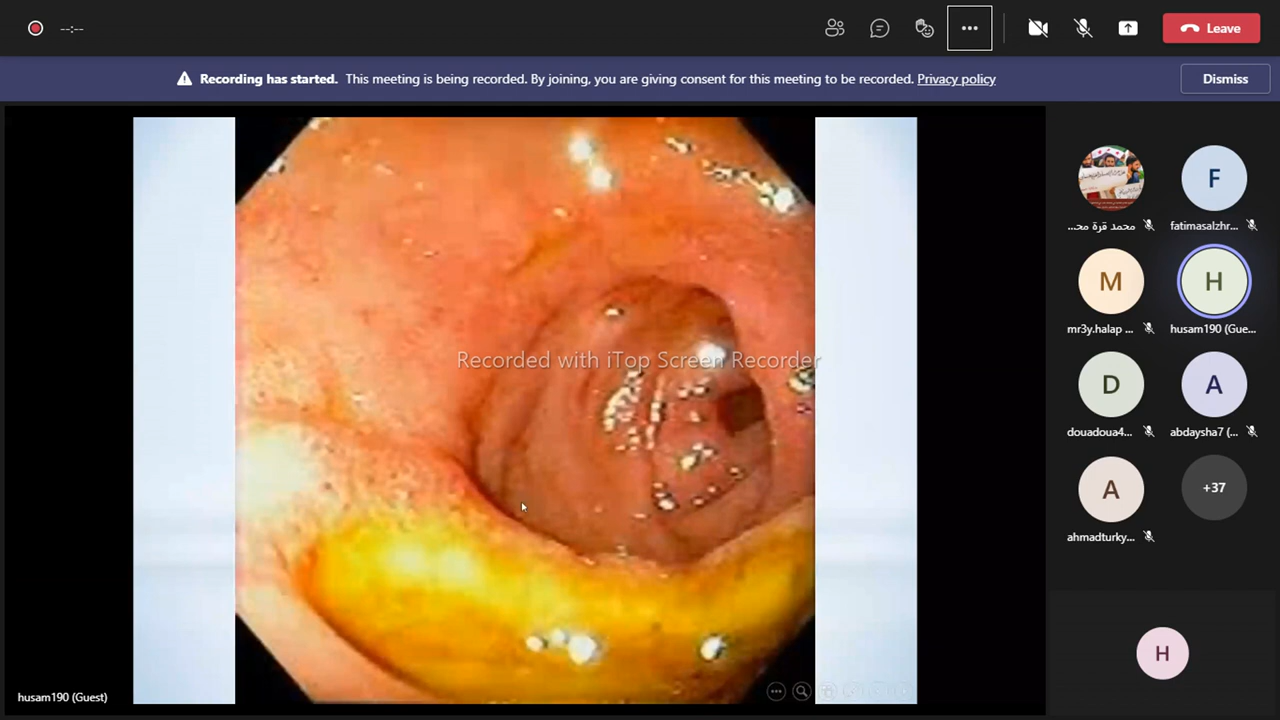 --:--
Leave
Recording has started. This meeting is being recorded. By joining, you are giving consent for this meeting to be recorded. Privacy policy
Dismiss
Recorded with iTop Screen Recorder
محمد قرة مح...
F
fatimasalzhr...
M
mr3y.halap ...
H
husam190 (Gue...
D
douadoua4...
A
abdaysha7 (...
A
ahmadturky...
+37
H
husam190 (Guest)